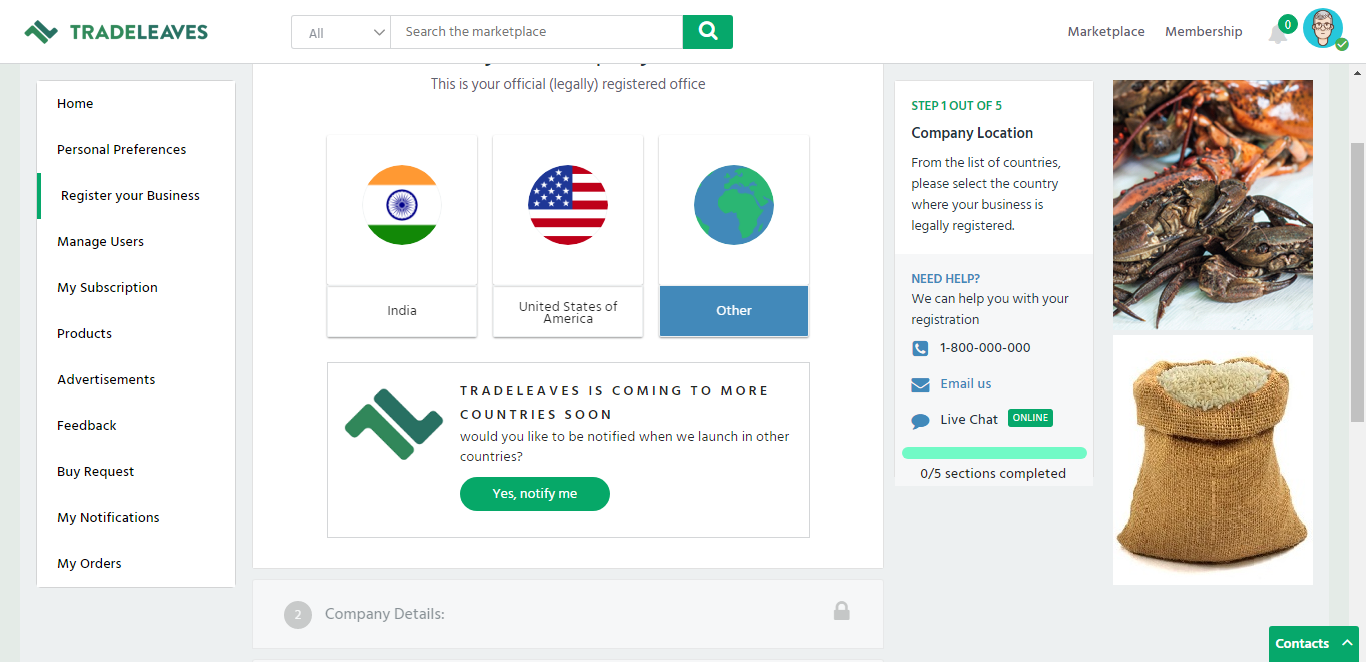 TRADELEAVES
All
Search the marketplace
Marketplace
Membership
0
Home
Personal Preferences
Register your Business
Manage Users
My Subscription
Products
Advertisements
Feedback
Buy Request
My Notifications
My Orders
This is your official (legally) registered office
India
United States of
America
Other
TRADELEAVES IS COMING TO MORE
COUNTRIES SOON
would you like to be notified when we launch in other
countries?
Yes, notify me
2
Company Details:
STEP 1 OUT OF 5
Company Location
From the list of countries,
please select the country
where your business is
legally registered.
NEED HELP?
We can help you with your
registration
1-800-000-000
Email us
Live Chat
ONLINE
0/5 sections completed
Contacts